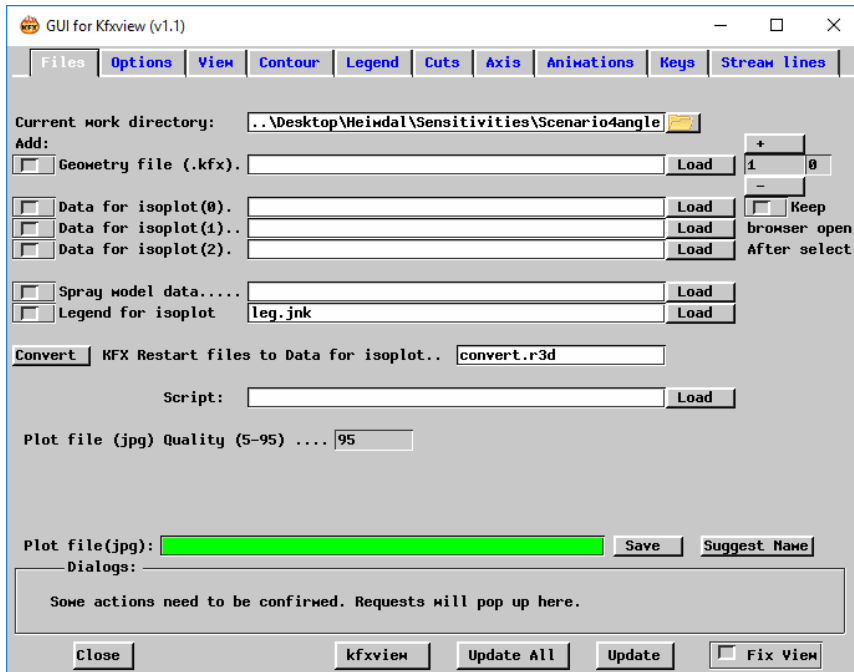 KFX GUI for Kfxview (v1.1)
Files Options View Contour Legend Cuts Axis Animations Keys Stream lines
Current work directory: ..\Desktop\Heimdal\Sensitivities\Scenario4angle
Add: +
Geometry file (.kfx). Load 1 0
-
Data for isoplot(0). Load Keep
Data for isoplot(1).. Load browser open
Data for isoplot(2). Load After select
Spray model data..... Load
Legend for isoplot leg.jnk Load
Convert KFX Restart files to Data for isoplot.. convert.r3d
Script: Load
Plot file (jpg) Quality (5-95) .... 95
Plot file(jpg): Save Suggest Name
Dialogs:
Some actions need to be confirmed. Requests will pop up here.
Close kfxview Update All Update Fix View